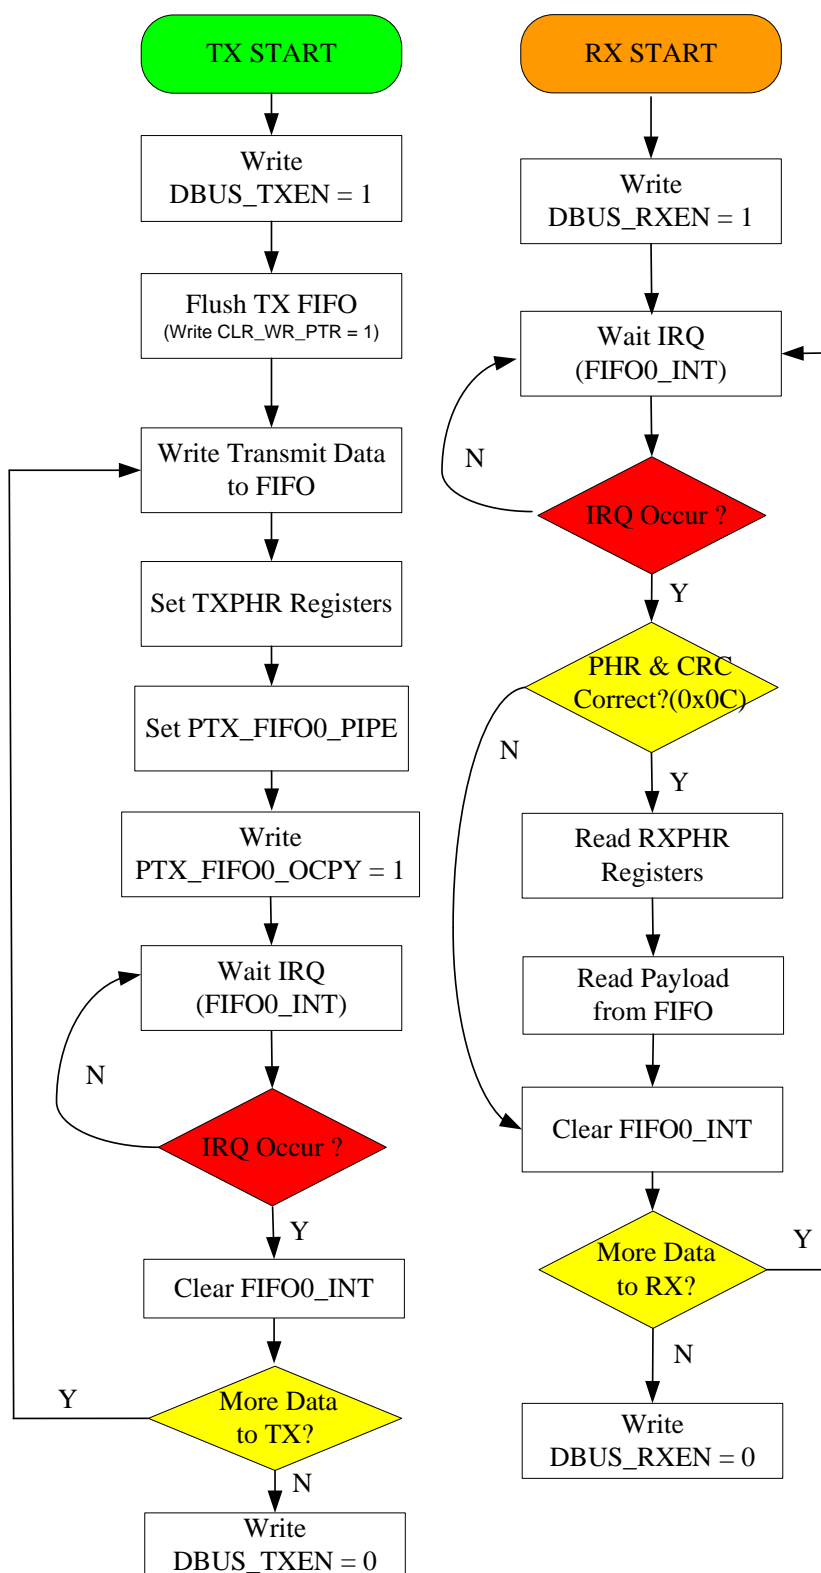 TX START
Write
DBUS_TXEN = 1
Flush TX FIFO
(Write CLR_WR_PTR = 1)
Write Transmit Data
to FIFO
Set TXPHR Registers
Set PTX_FIFO0_PIPE
Write
PTX_FIFO0_OCPY = 1
Wait IRQ
(FIFO0_INT)
N
IRQ Occur ?
Y
Clear FIFO0_INT
More Data
to TX?
Y
N
Write
DBUS_TXEN = 0
RX START
Write
DBUS_RXEN = 1
Wait IRQ
(FIFO0_INT)
N
IRQ Occur ?
Y
PHR & CRC
Correct?(0x0C)
N
Y
Read RXPHR
Registers
Read Payload
from FIFO
Clear FIFO0_INT
More Data
to RX?
Y
N
Write
DBUS_RXEN = 0